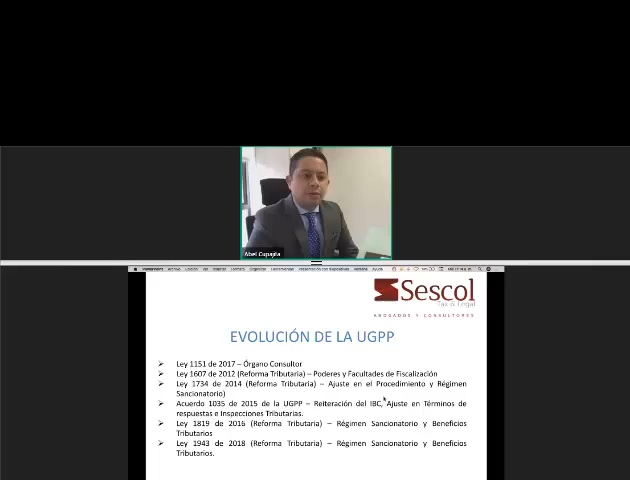 Abel Cupajita
Sescol
Tax & Legal
ABOGADOS Y CONSULTORES
EVOLUCIÓN DE LA UGPP
➢ Ley 1151 de 2017 – Órgano Consultor
➢ Ley 1607 de 2012 (Reforma Tributaria) – Poderes y Facultades de Fiscalización
➢ Ley 1734 de 2014 (Reforma Tributaria) – Ajuste en el Procedimiento y Régimen
Sancionatorio)
➢ Acuerdo 1035 de 2015 de la UGPP – Reiteración del IBC, Ajuste en Términos de
respuestas e Inspecciones Tributarias.
➢ Ley 1819 de 2016 (Reforma Tributaria) – Régimen Sancionatorio y Beneficios
Tributarios
➢ Ley 1943 de 2018 (Reforma Tributaria) – Régimen Sancionatorio y Beneficios
Tributarios.